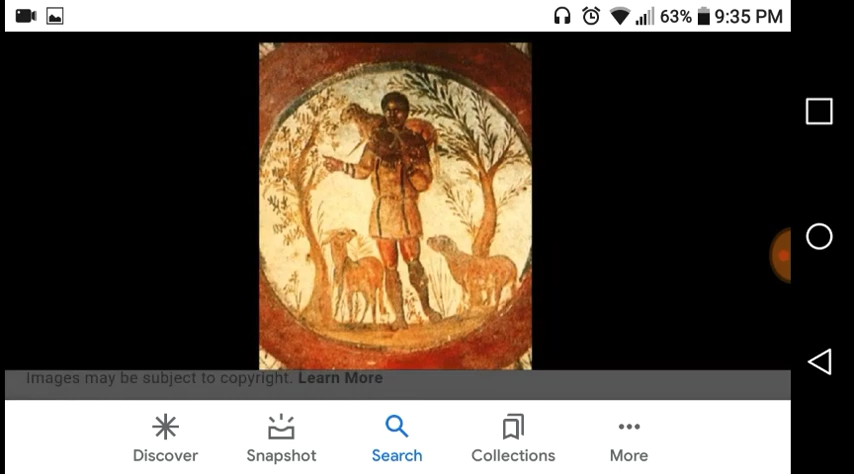 63% 9:35 PM
Images may be subject to copyright. Learn More
Discover Snapshot Search Collections More